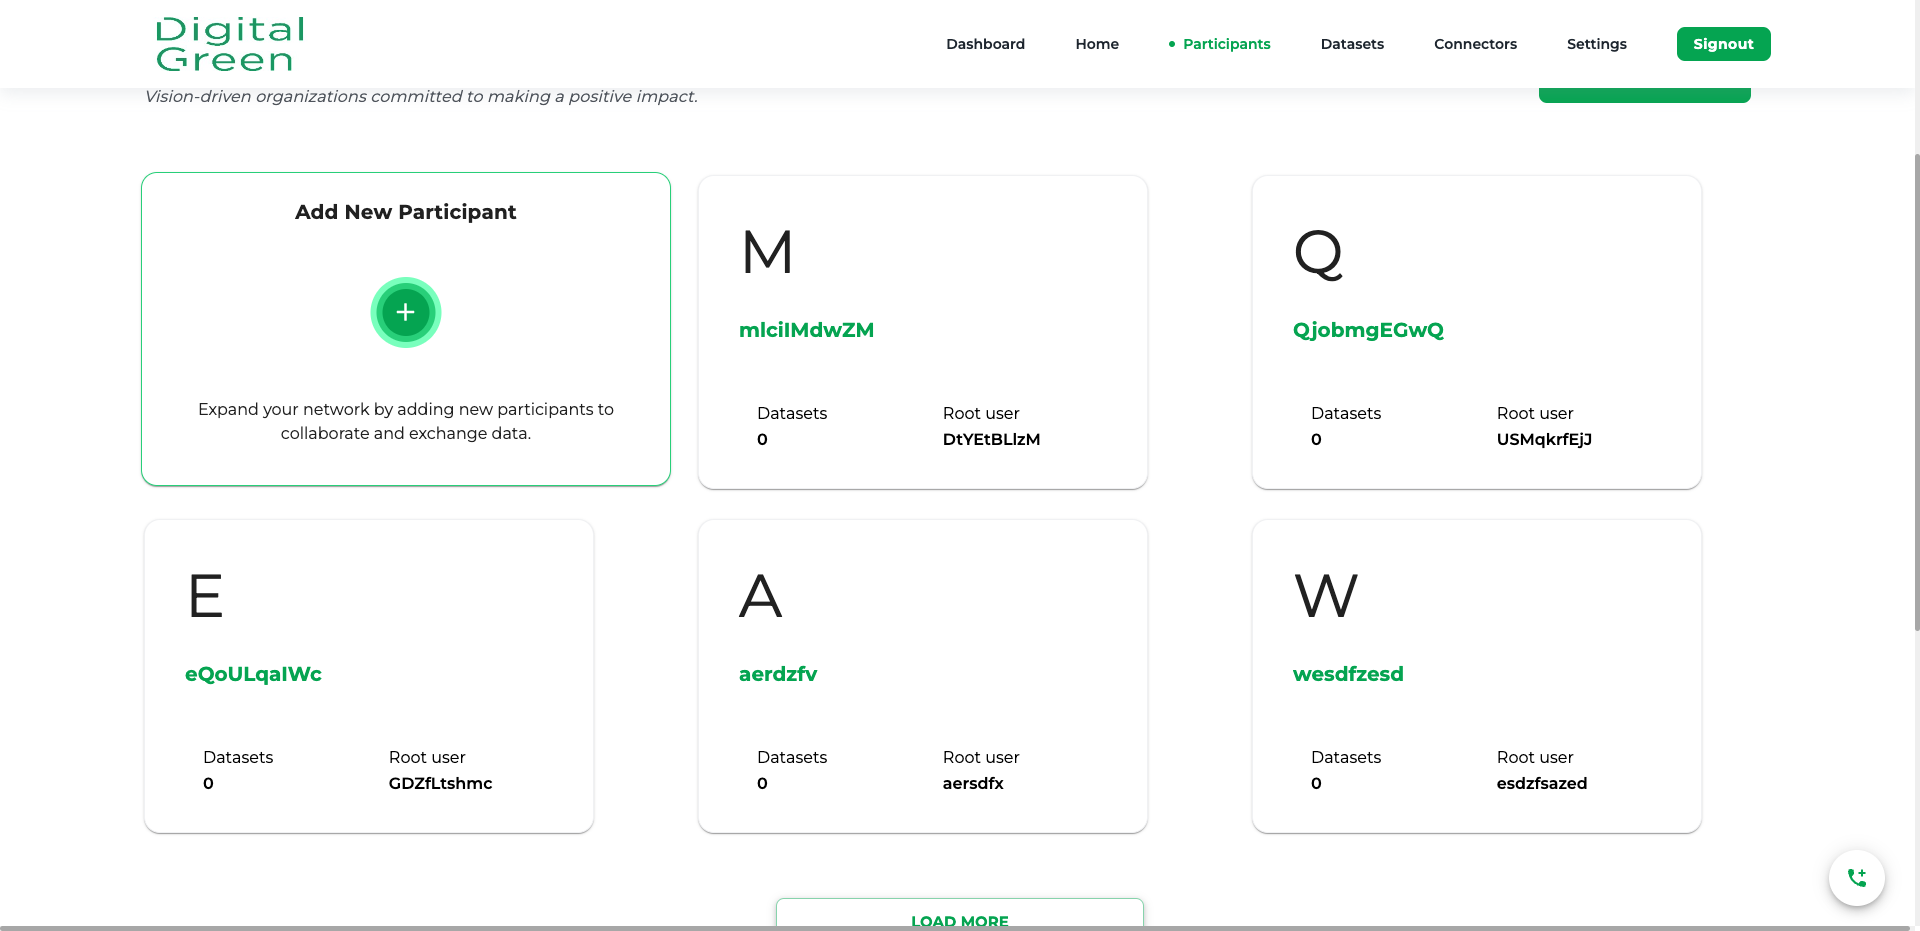 Digital
Green
Dashboard
Home
Participants
Datasets
Connectors
Settings
Signout
Vision-driven organizations committed to making a positive impact.
Add New Participant
Expand your network by adding new participants to
collaborate and exchange data.
M
mlciIMdwZM
Datasets
Root user
0
DtYEtBLlzM
Q
QjobmgEGwQ
Datasets
Root user
0
USMqkrfEjJ
E
eQoULqaIWc
Datasets
Root user
0
GDZfLtshmc
A
aerdzfv
Datasets
Root user
0
aersdfx
W
wesdfzesd
Datasets
Root user
0
esdzfsazed
LOAD MORE